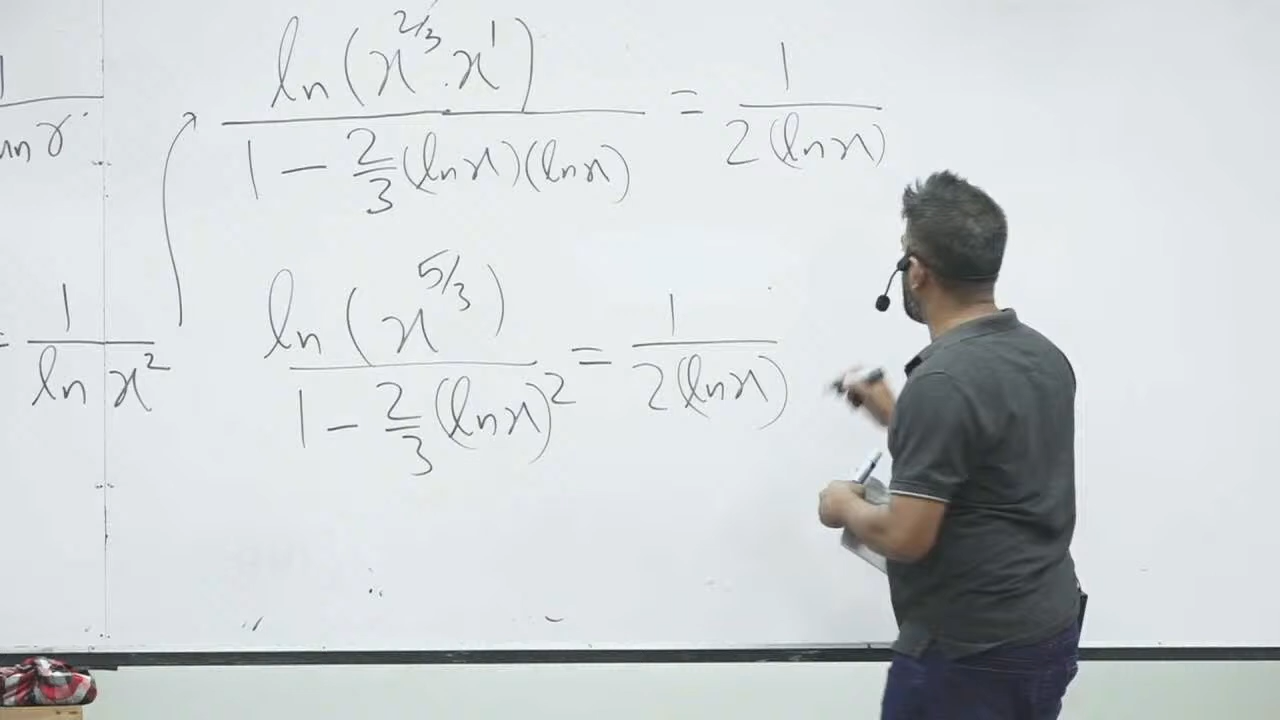 ln(x^{2/3} . x^1) / (1 - 2/3 (ln x)(ln x)) = 1 / (2(ln x))
ln(x^{5/3}) / (1 - 2/3 (ln x)^2) = 1 / (2(ln x))
= 1 / (ln x^2)